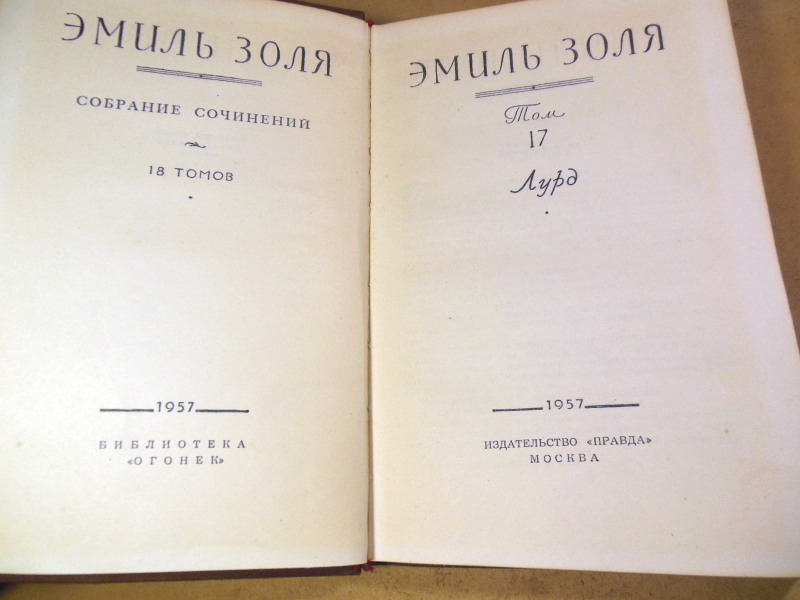 ЭМИЛЬ ЗОЛЯ
СОБРАНИЕ СОЧИНЕНИЙ
18 ТОМОВ
1957
БИБЛИОТЕКА
«ОГОНЕК»
ЭМИЛЬ ЗОЛЯ
Том
17
Лурд
1957
ИЗДАТЕЛЬСТВО «ПРАВДА»
МОСКВА